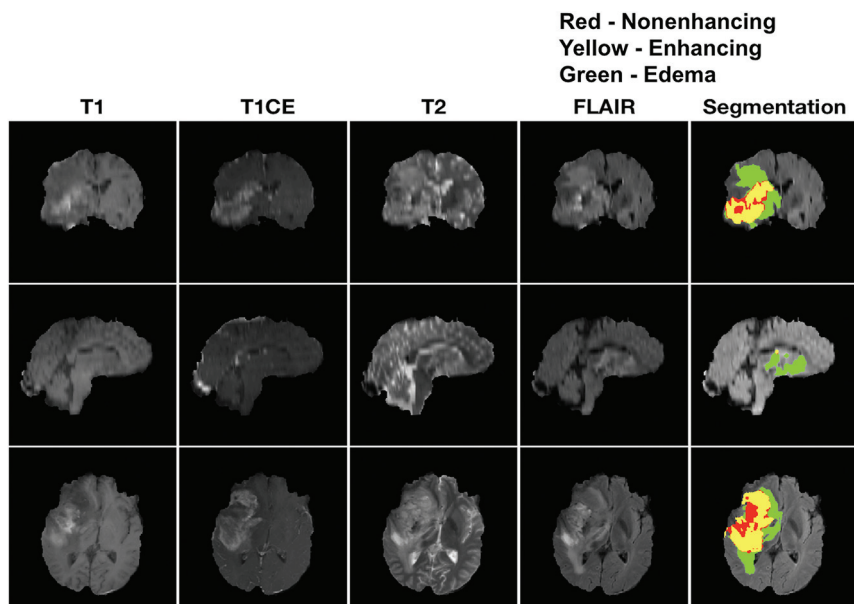 Red - Nonenhancing
Yellow - Enhancing
Green - Edema
T1 T1CE T2 FLAIR Segmentation